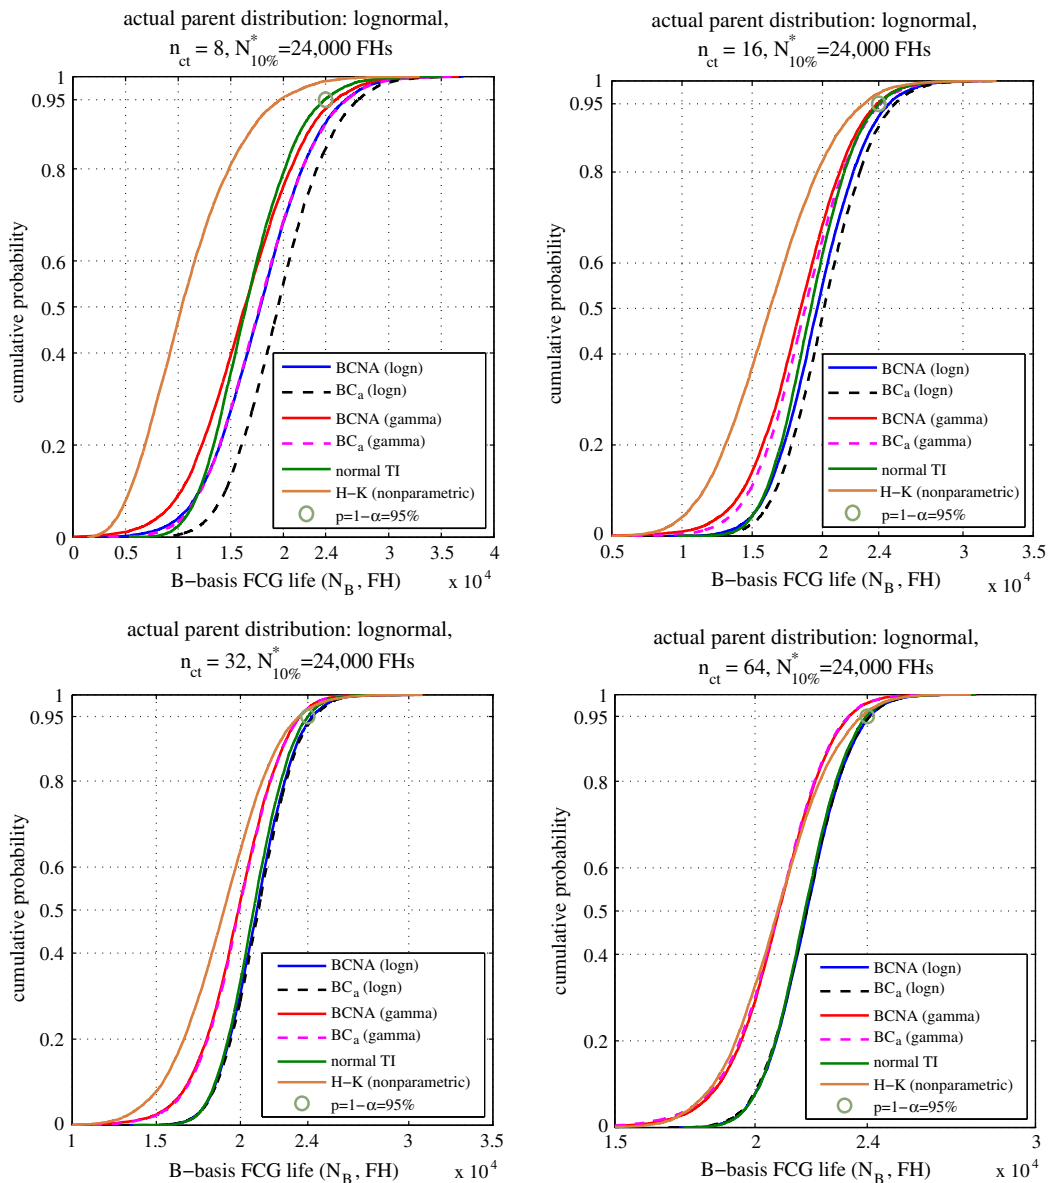 actual parent distribution: lognormal,
n_ct = 8, N*_10%=24,000 FHs
1
0.95
0.8
0.6
0.5
0.4
0.2
0
cumulative probability
BCNA (logn)
BC_a (logn)
BCNA (gamma)
BC_a (gamma)
normal TI
H−K (nonparametric)
p=1−α=95%
0 0.5 1 1.5 2 2.4 3 3.5 4
x 10^4
B−basis FCG life (N_B, FH)
actual parent distribution: lognormal,
n_ct = 16, N*_10%=24,000 FHs
1
0.95
0.8
0.6
0.5
0.4
0.2
0
cumulative probability
BCNA (logn)
BC_a (logn)
BCNA (gamma)
BC_a (gamma)
normal TI
H−K (nonparametric)
p=1−α=95%
0.5 1 1.5 2 2.4 3 3.5
x 10^4
B−basis FCG life (N_B, FH)
actual parent distribution: lognormal,
n_ct = 32, N*_10%=24,000 FHs
1
0.95
0.8
0.6
0.5
0.4
0.2
0
cumulative probability
BCNA (logn)
BC_a (logn)
BCNA (gamma)
BC_a (gamma)
normal TI
H−K (nonparametric)
p=1−α=95%
1 1.5 2 2.4 3 3.5
x 10^4
B−basis FCG life (N_B, FH)
actual parent distribution: lognormal,
n_ct = 64, N*_10%=24,000 FHs
1
0.95
0.8
0.6
0.5
0.4
0.2
0
cumulative probability
BCNA (logn)
BC_a (logn)
BCNA (gamma)
BC_a (gamma)
normal TI
H−K (nonparametric)
p=1−α=95%
1.5 2 2.4 3
x 10^4
B−basis FCG life (N_B, FH)